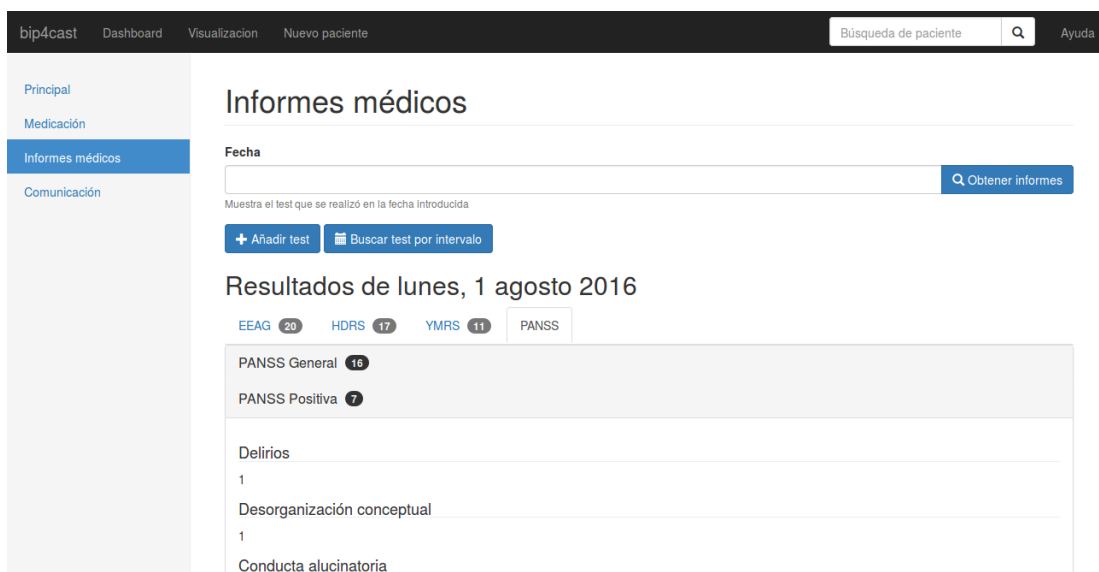 bip4cast Dashboard Visualizacion Nuevo paciente Búsqueda de paciente Ayuda
Principal
Medicación
Informes médicos
Comunicación
Informes médicos
Fecha
Obtener informes
Muestra el test que se realizó en la fecha introducida
Añadir test Buscar test por intervalo
Resultados de lunes, 1 agosto 2016
EEAG 20 HDRS 17 YMRS 11 PANSS
PANSS General 16
PANSS Positiva 7
Delirios
1
Desorganización conceptual
1
Conducta alucinatoria